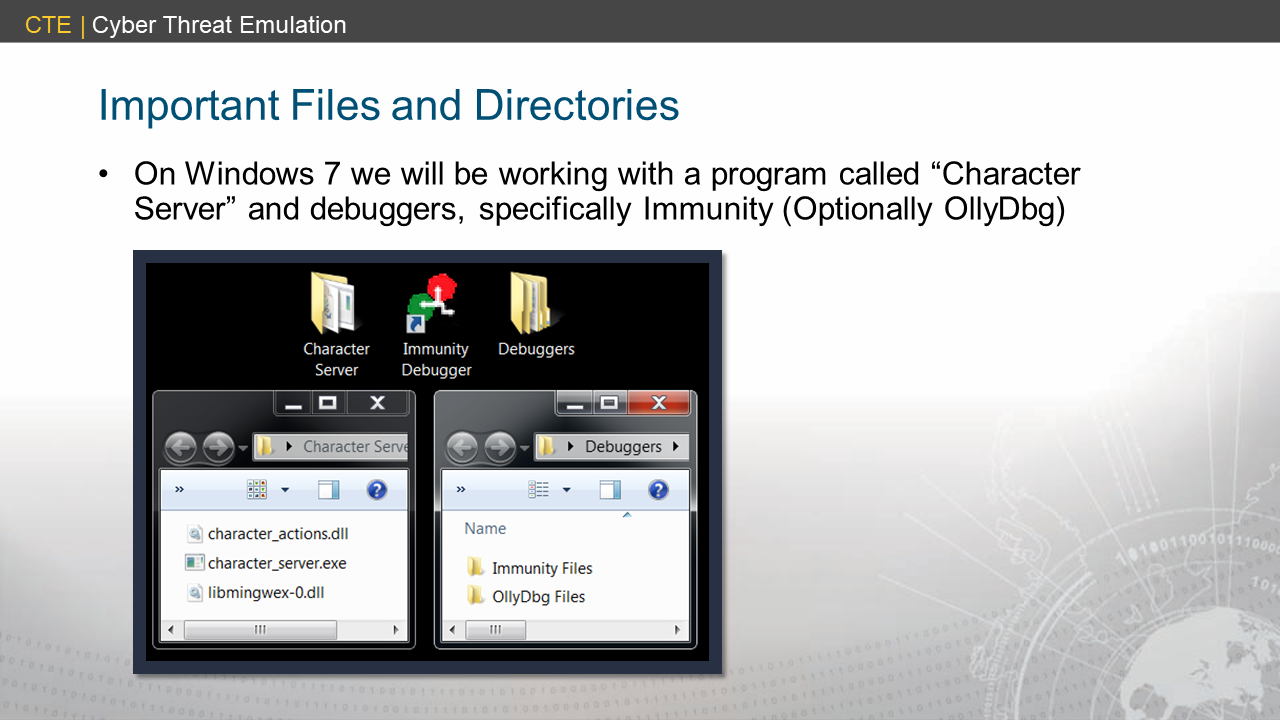 CTE | Cyber Threat Emulation
Important Files and Directories
• On Windows 7 we will be working with a program called “Character
Server” and debuggers, specifically Immunity (Optionally OllyDbg)
Character
Server
Immunity
Debugger
Debuggers
Character Serve
character_actions.dll
character_server.exe
libmingwex-0.dll
Debuggers
Name
Immunity Files
OllyDbg Files